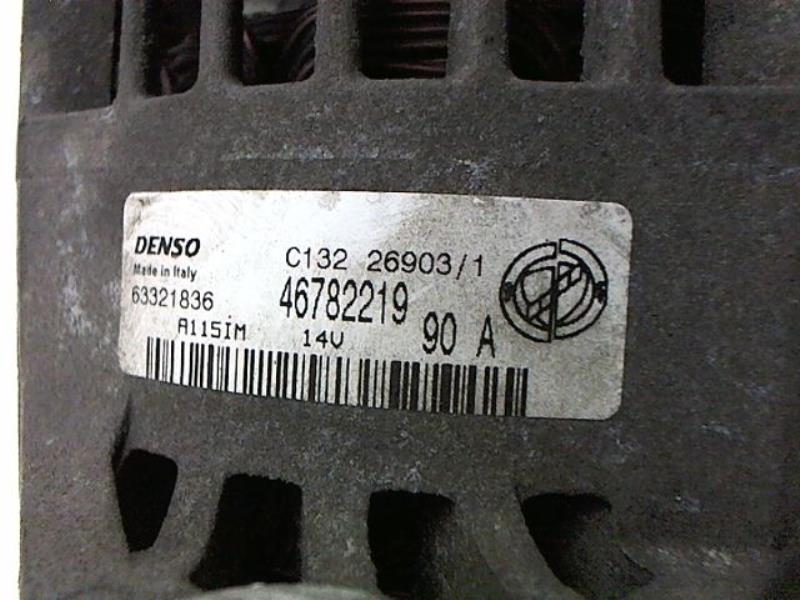 DENSO
Made in Italy
C132 26903/1
63321836
46782219
90 A
A115IM 14V